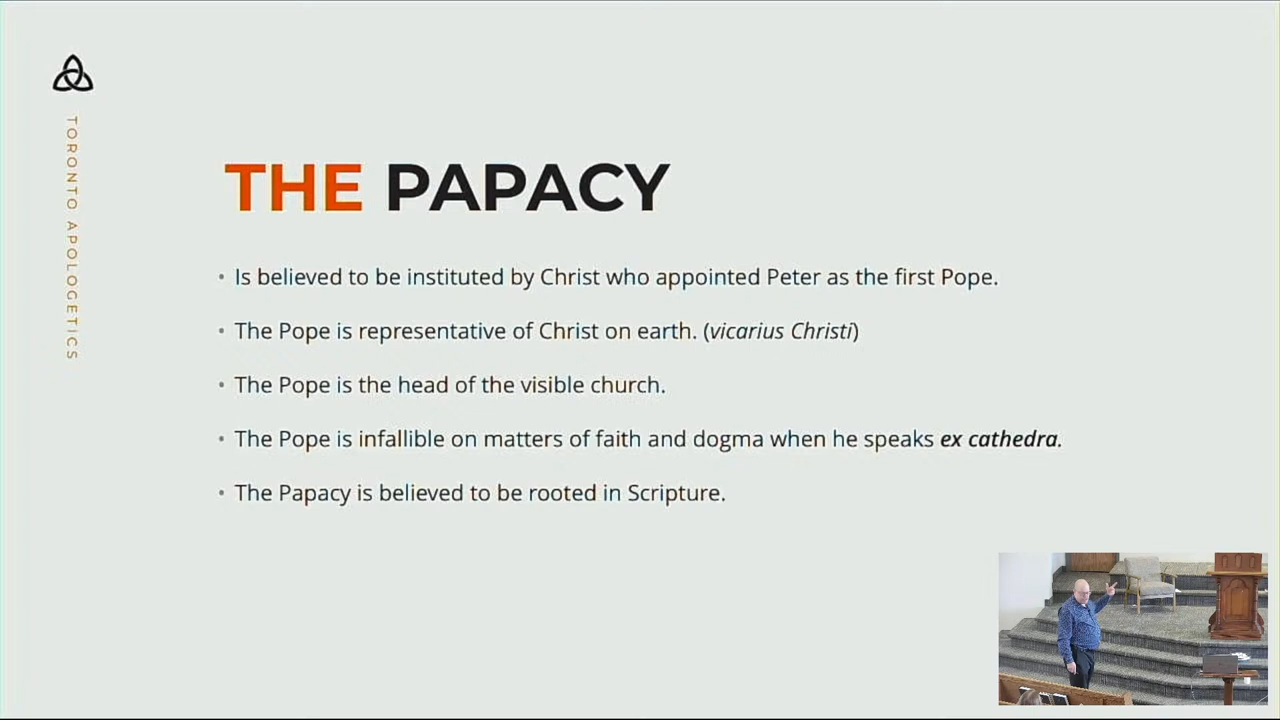 TORONTO APOLOGETICS
THE PAPACY
• Is believed to be instituted by Christ who appointed Peter as the first Pope.
• The Pope is representative of Christ on earth. (vicarius Christi)
• The Pope is the head of the visible church.
• The Pope is infallible on matters of faith and dogma when he speaks ex cathedra.
• The Papacy is believed to be rooted in Scripture.